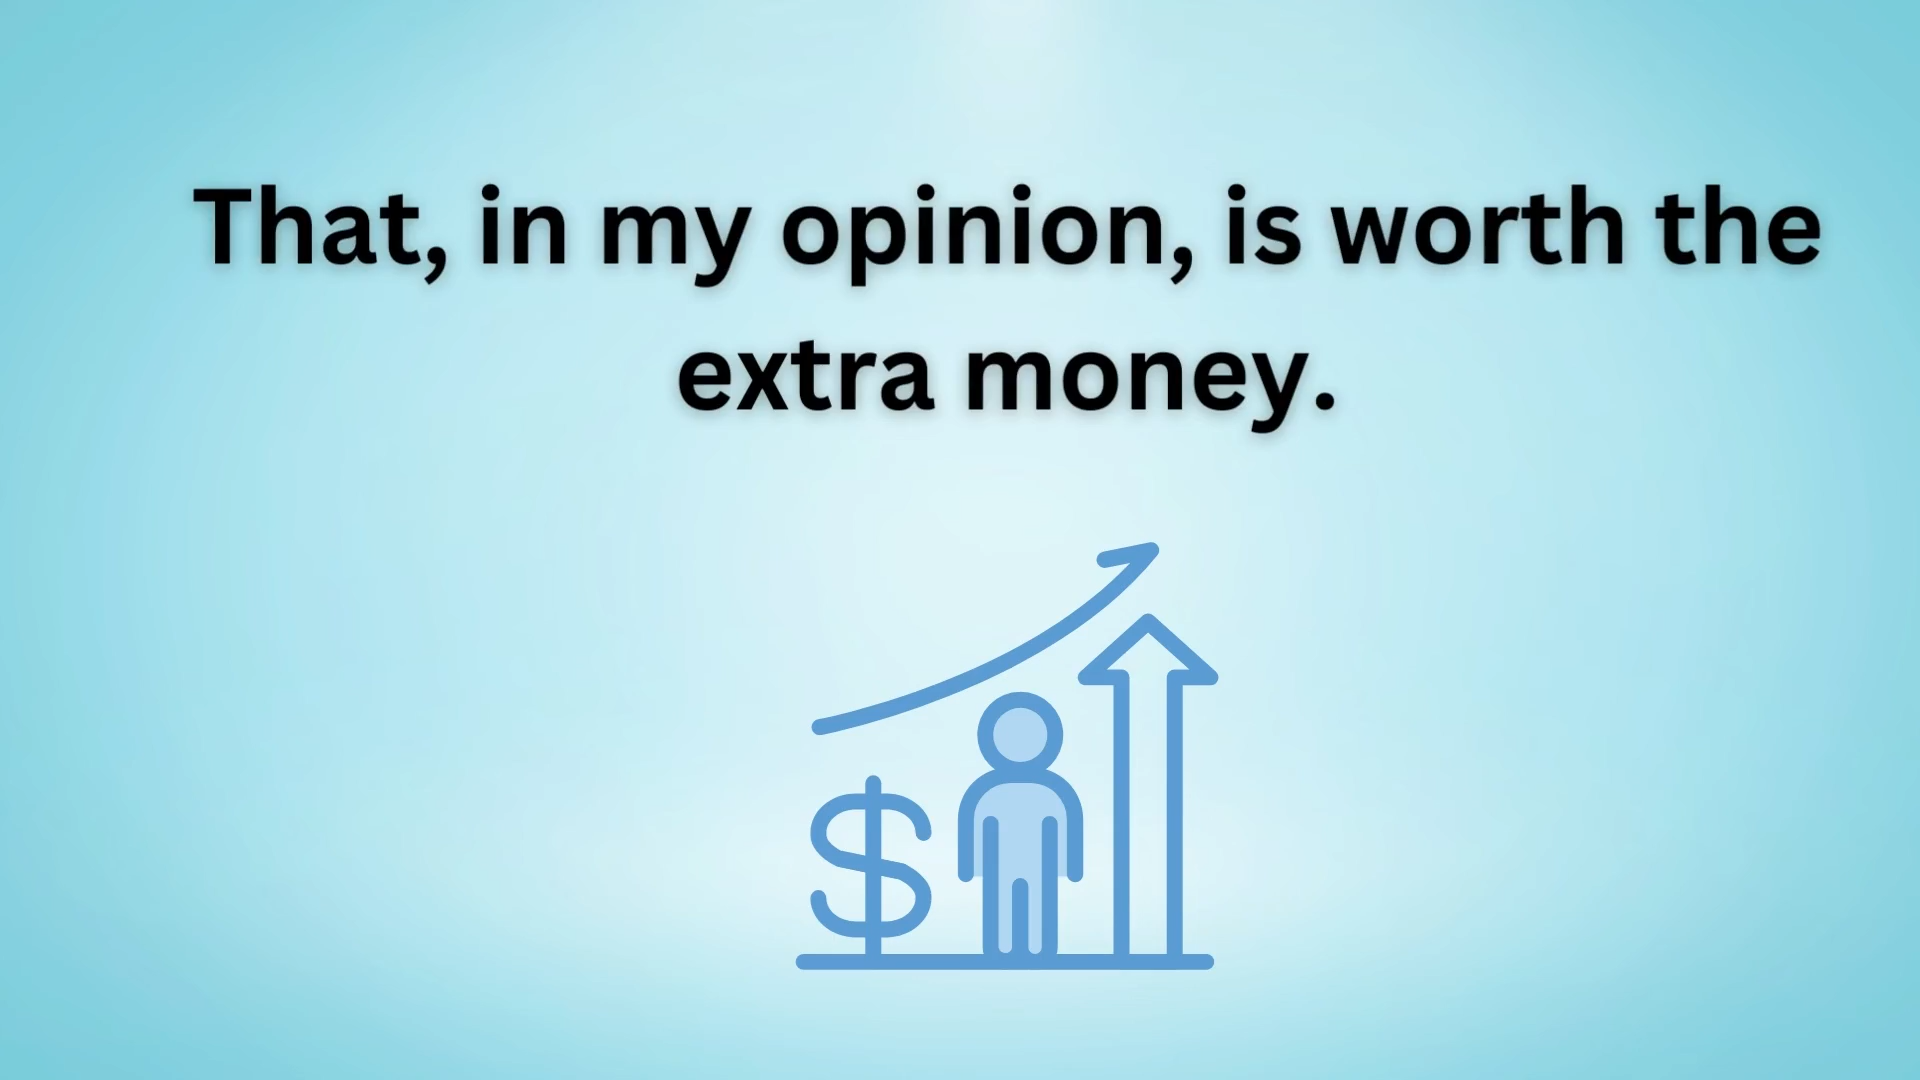 That, in my opinion, is worth the
extra money.
$